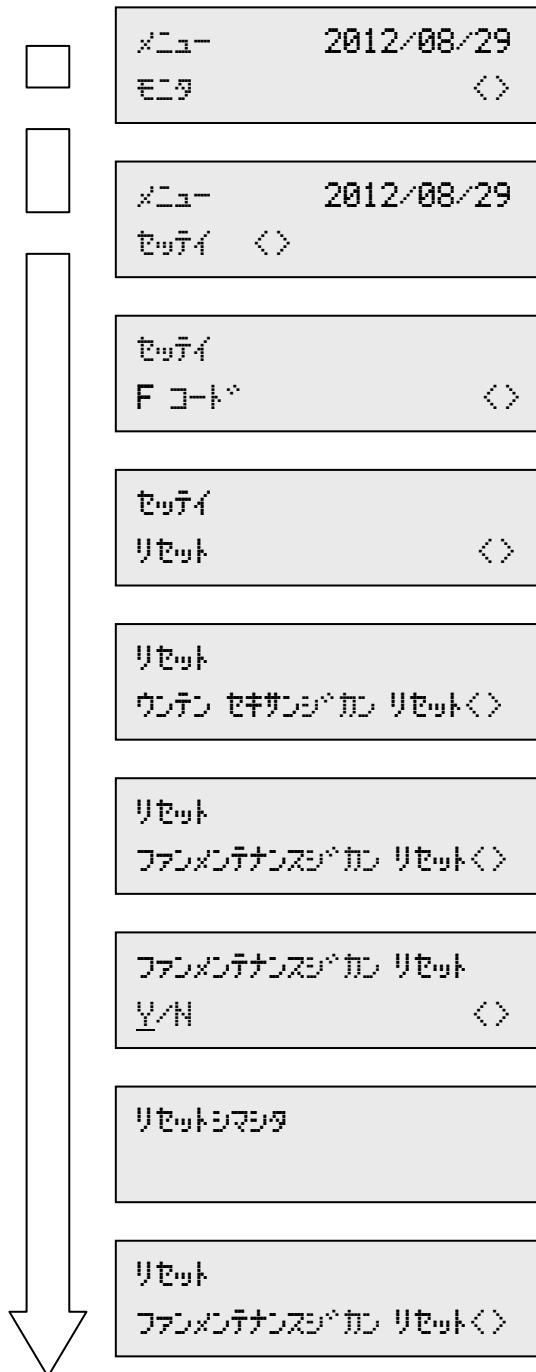 メニュー 2012/08/29
モニタ <>
メニュー 2012/08/29
セッテイ <>
セッテイ
F コード <>
セッテイ
リセット <>
リセット
ウンテン セキサンジカン リセット<>
リセット
ファンメンテナンスジカン リセット<>
ファンメンテナンスジカン リセット
Y/N <>
リセットシマシタ
リセット
ファンメンテナンスジカン リセット<>